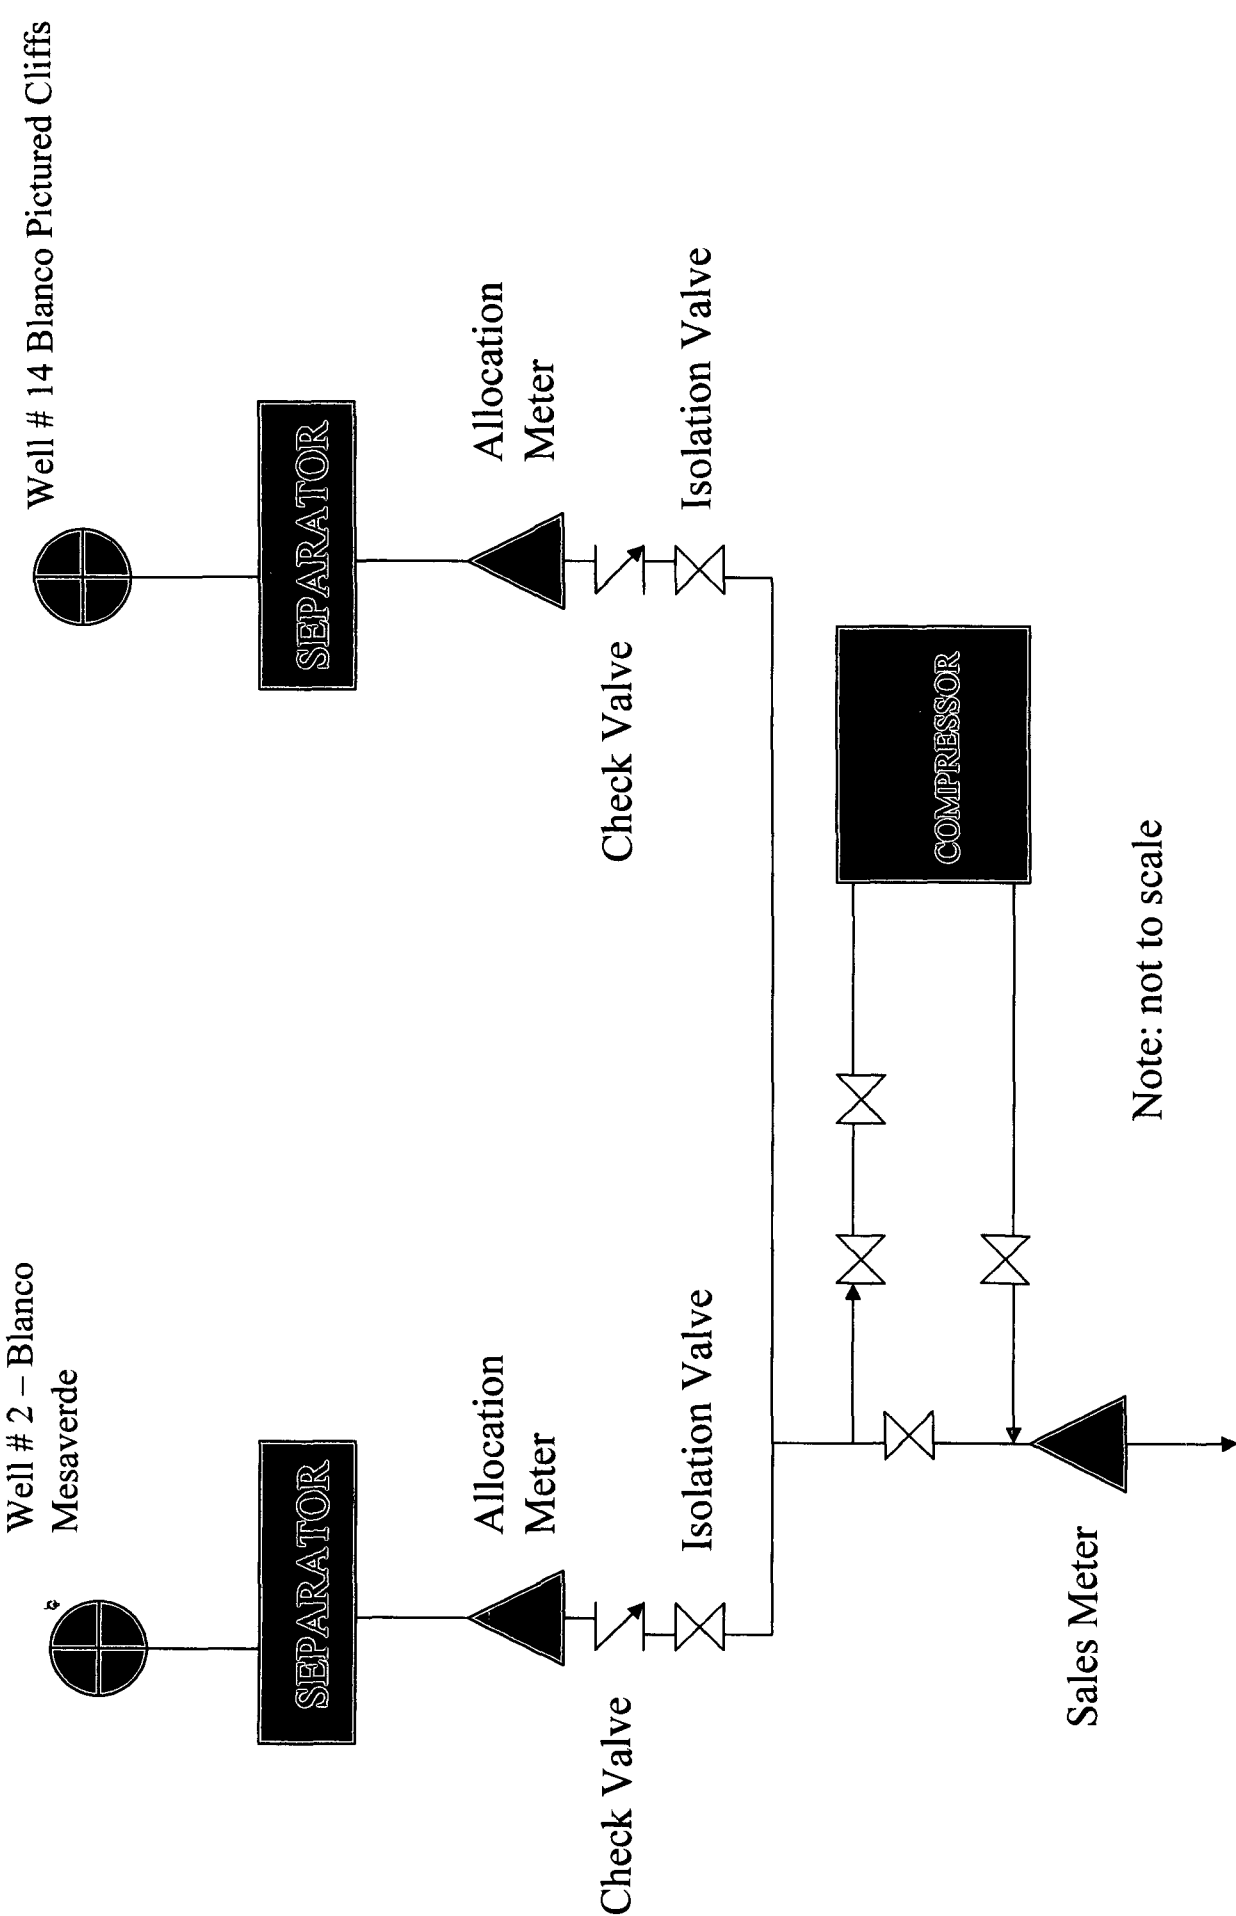 Well # 2 – Blanco
Mesaverde
SEPARATOR
Allocation
Meter
Check Valve
Isolation Valve
Sales Meter
Well # 14 Blanco Pictured Cliffs
SEPARATOR
Allocation
Meter
Check Valve
Isolation Valve
COMPRESSOR
Note: not to scale